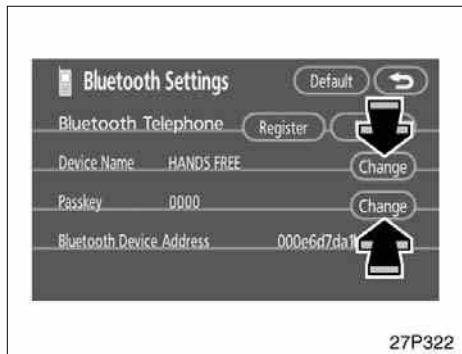 Bluetooth Settings Default
Bluetooth Telephone Register
Device Name HANDS FREE Change
Passkey 0000 Change
Bluetooth Device Address 000e6d7da1
27P322